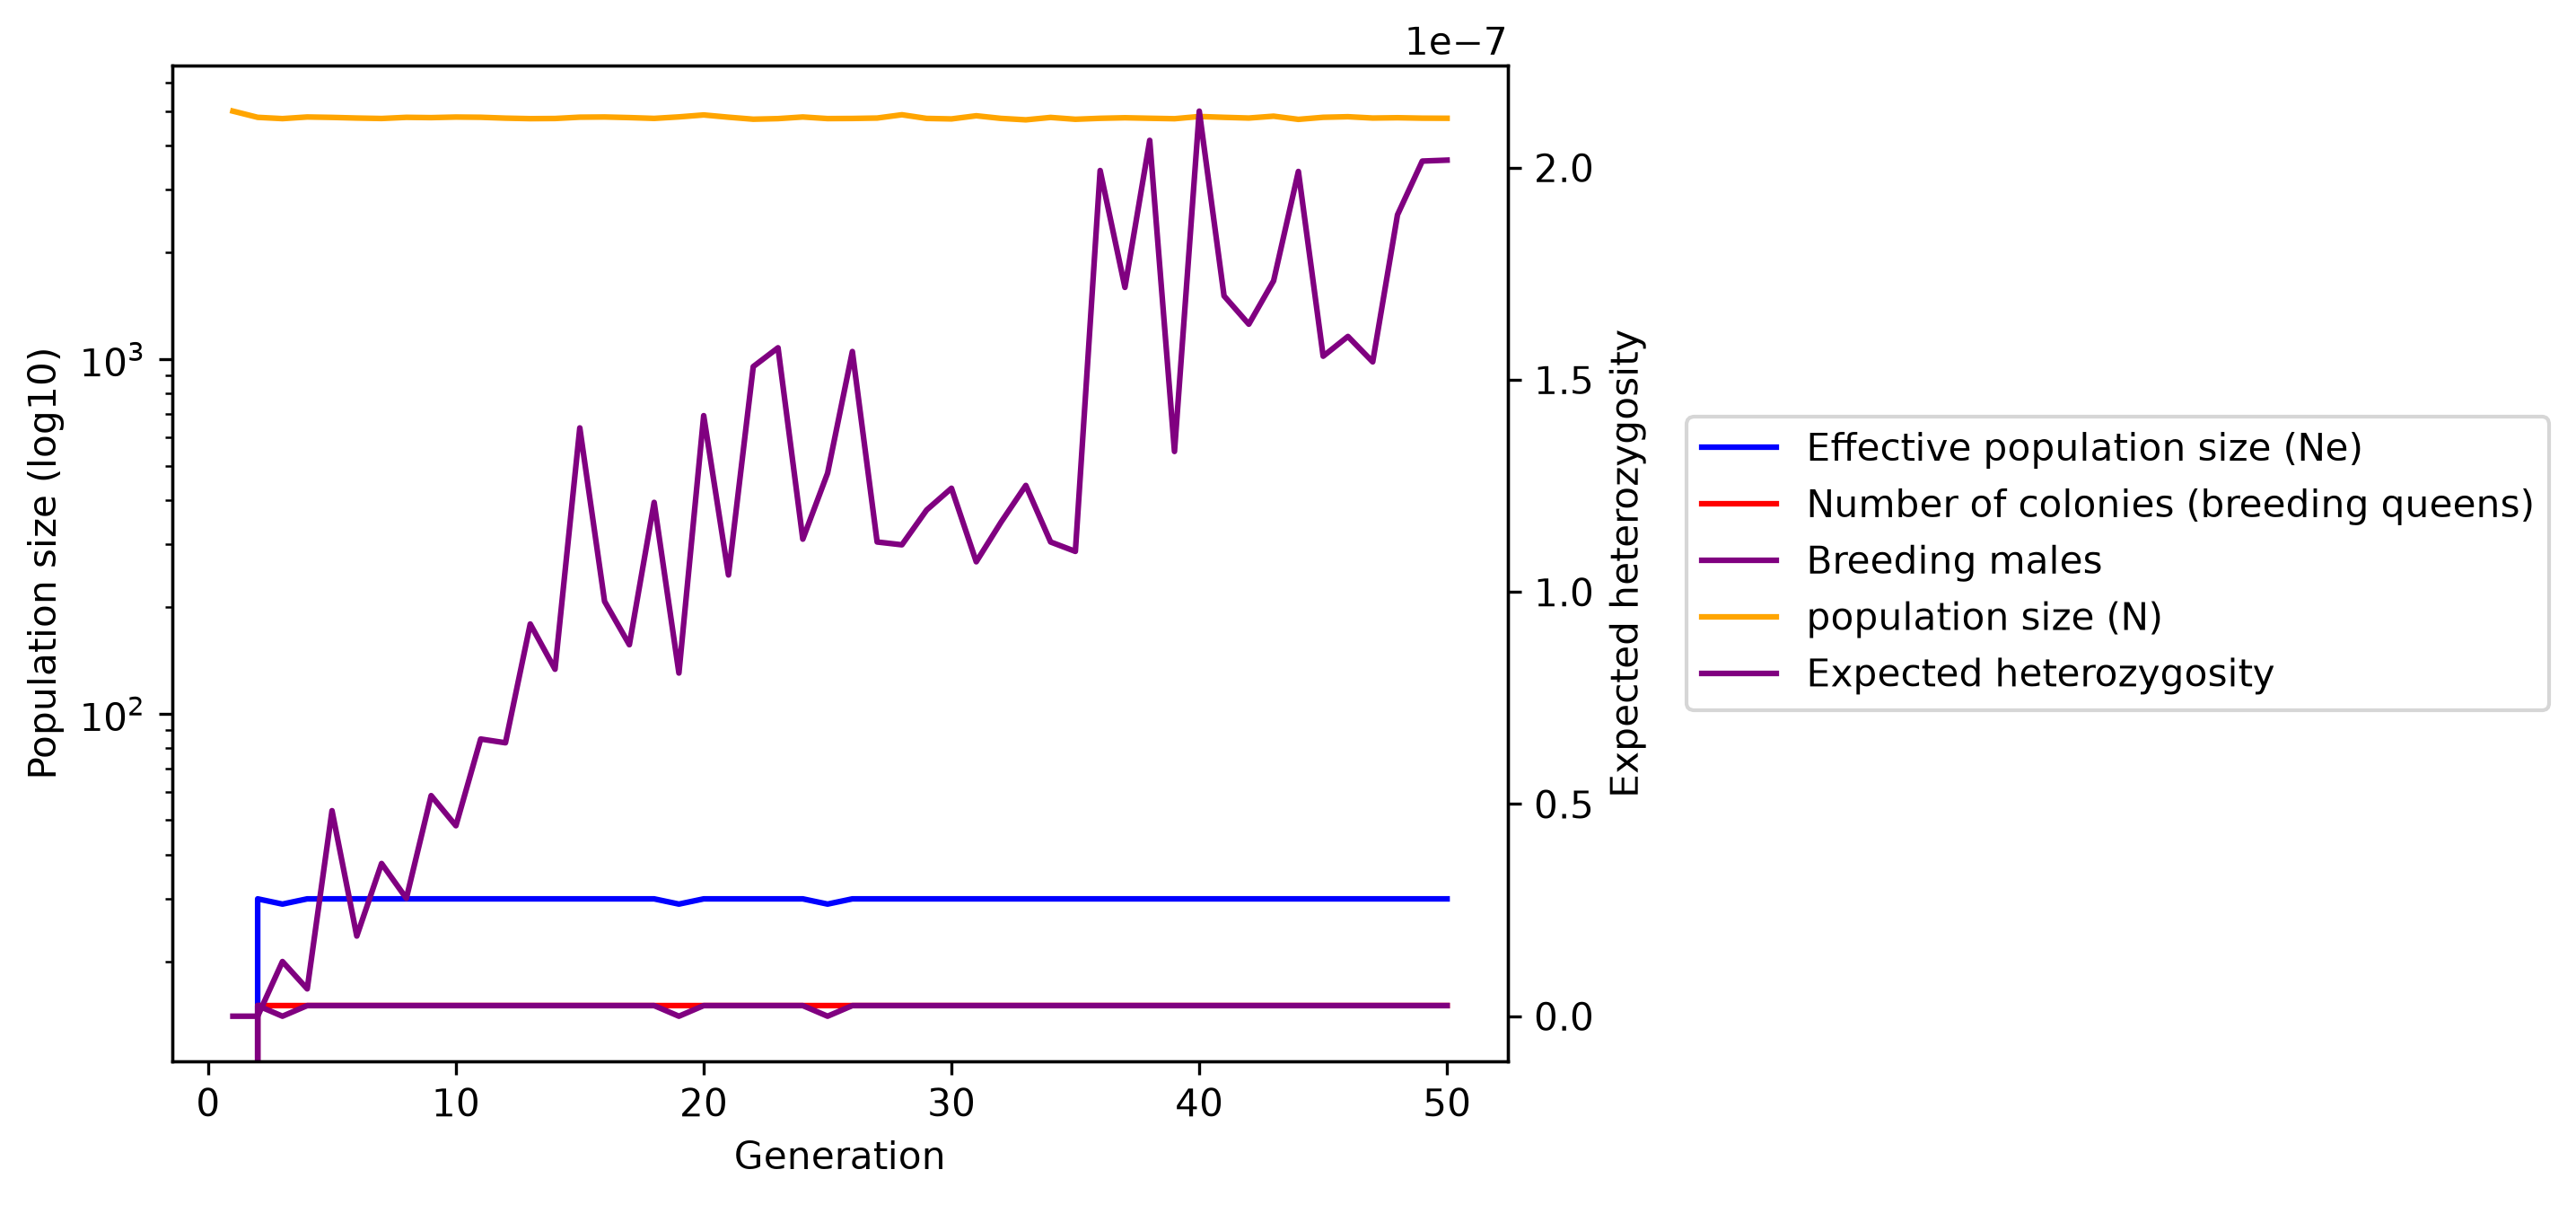 1e−7
Population size (log10)
10³
10²
2.0
1.5
1.0
0.5
0.0
Expected heterozygosity
0
10
20
30
40
50
Generation
Effective population size (Ne)
Number of colonies (breeding queens)
Breeding males
population size (N)
Expected heterozygosity